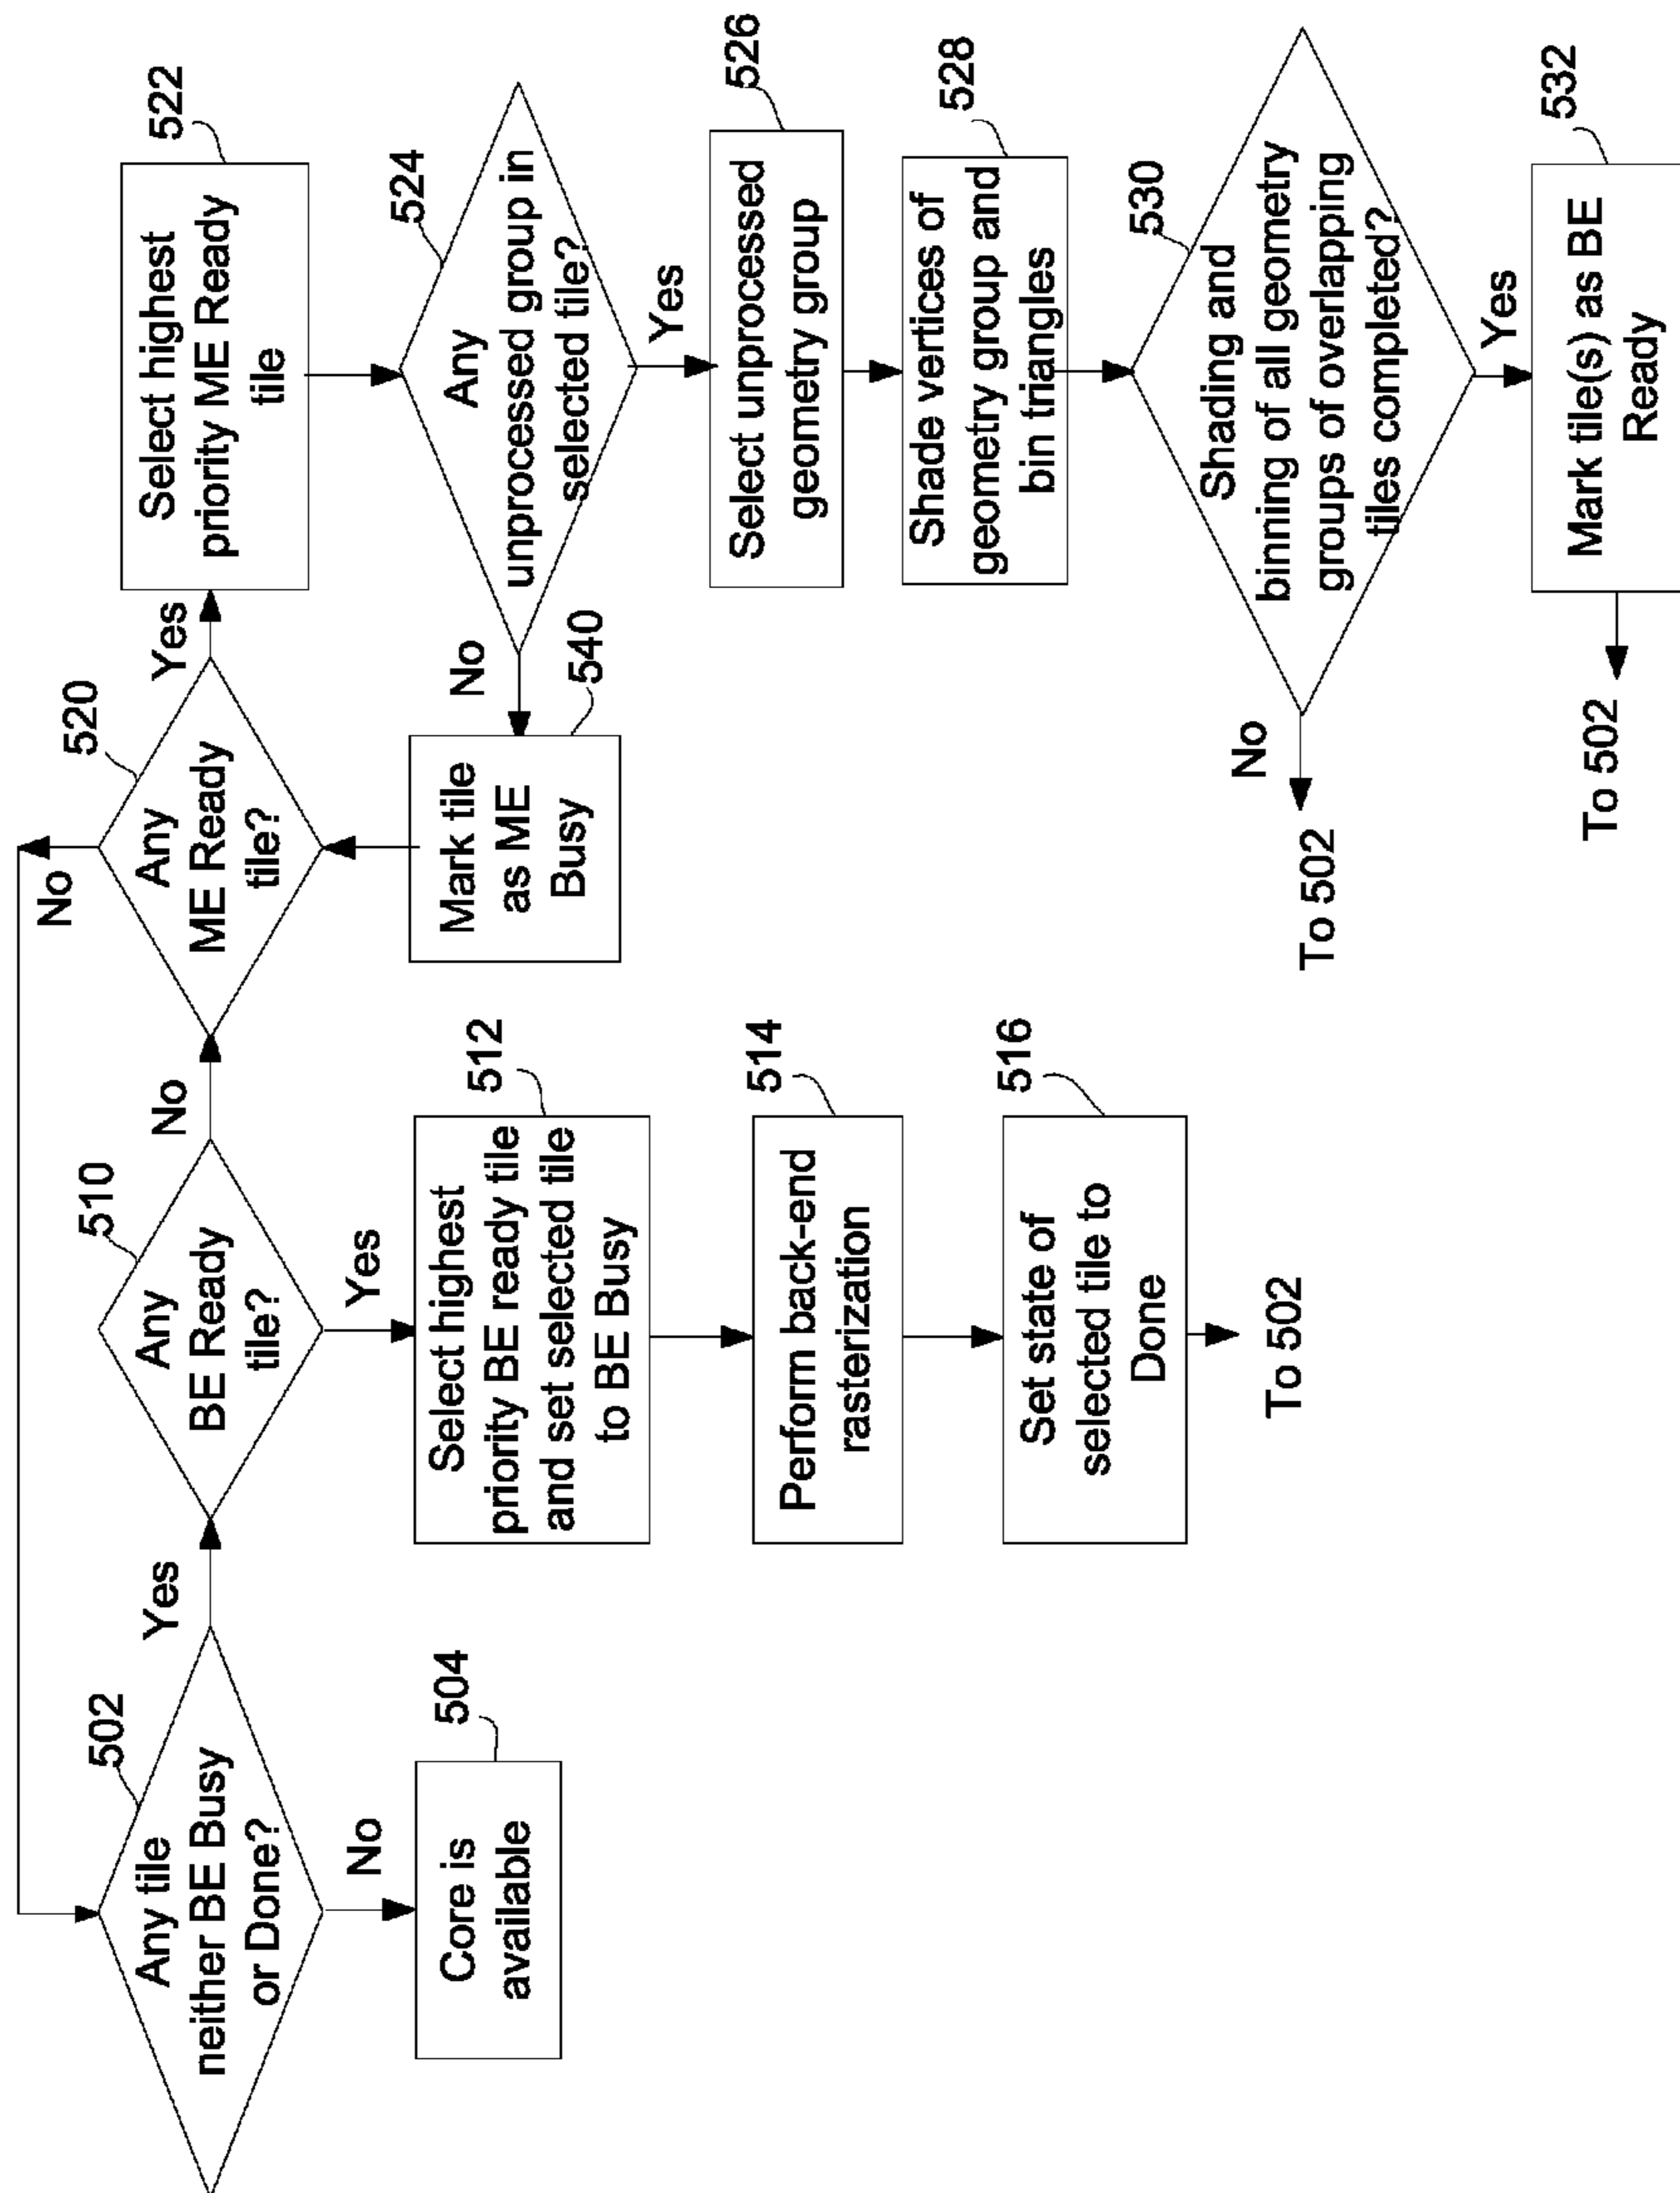 502
Any tile
neither BE Busy
or Done?
Yes
No
504
Core is
available
510
Any
BE Ready
tile?
No
Yes
512
Select highest
priority BE ready tile
and set selected tile
to BE Busy
514
Perform back-end
rasterization
516
Set state of
selected tile to
Done
To 502
520
Any
ME Ready
tile?
No
Yes
522
Select highest
priority ME Ready
tile
524
Any
unprocessed group in
selected tile?
No
540
Mark tile
as ME
Busy
Yes
526
Select unprocessed
geometry group
528
Shade vertices of
geometry group and
bin triangles
530
Shading and
binning of all geometry
groups of overlapping
tiles completed?
No
To 502
Yes
532
Mark tile(s) as BE
Ready
To 502